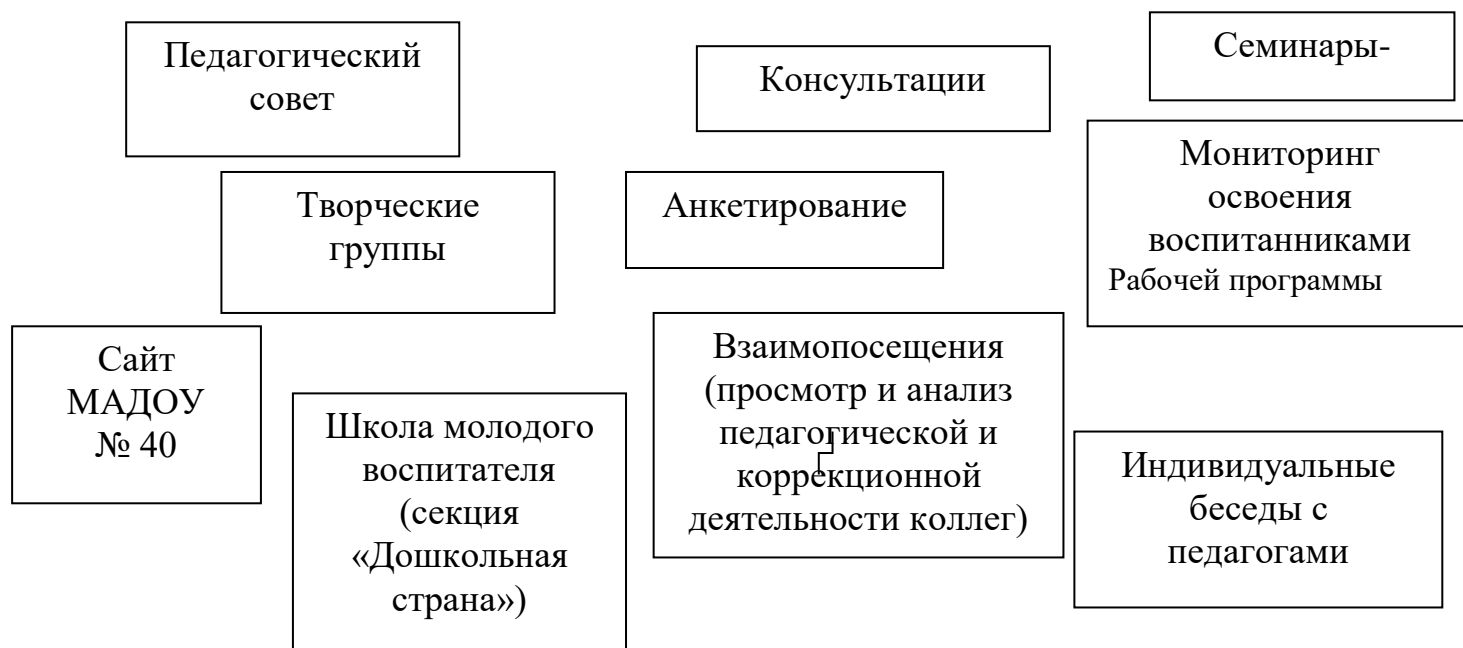 Педагогический
совет
Консультации
Семинары-
Творческие
группы
Анкетирование
Мониторинг
освоения
воспитанниками
Рабочей программы
Сайт
МАДОУ
№ 40
Школа молодого
воспитателя
(секция
«Дошкольная
страна»)
Взаимопосещения
(просмотр и анализ
педагогической и
коррекционной
деятельности коллег)
Индивидуальные
беседы с
педагогами